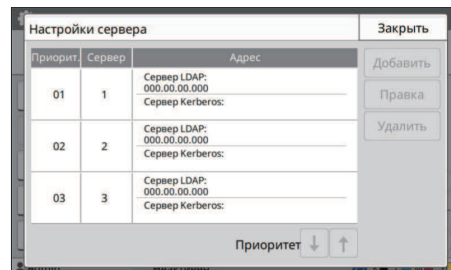 Настройки сервера
Закрыть
Приорит. Сервер Адрес
Добавить
01 1 Сервер LDAP:
000.00.00.000
Сервер Kerberos:
Правка
Удалить
02 2 Сервер LDAP:
000.00.00.000
Сервер Kerberos:
03 3 Сервер LDAP:
000.00.00.000
Сервер Kerberos:
Приоритет ↓ ↑